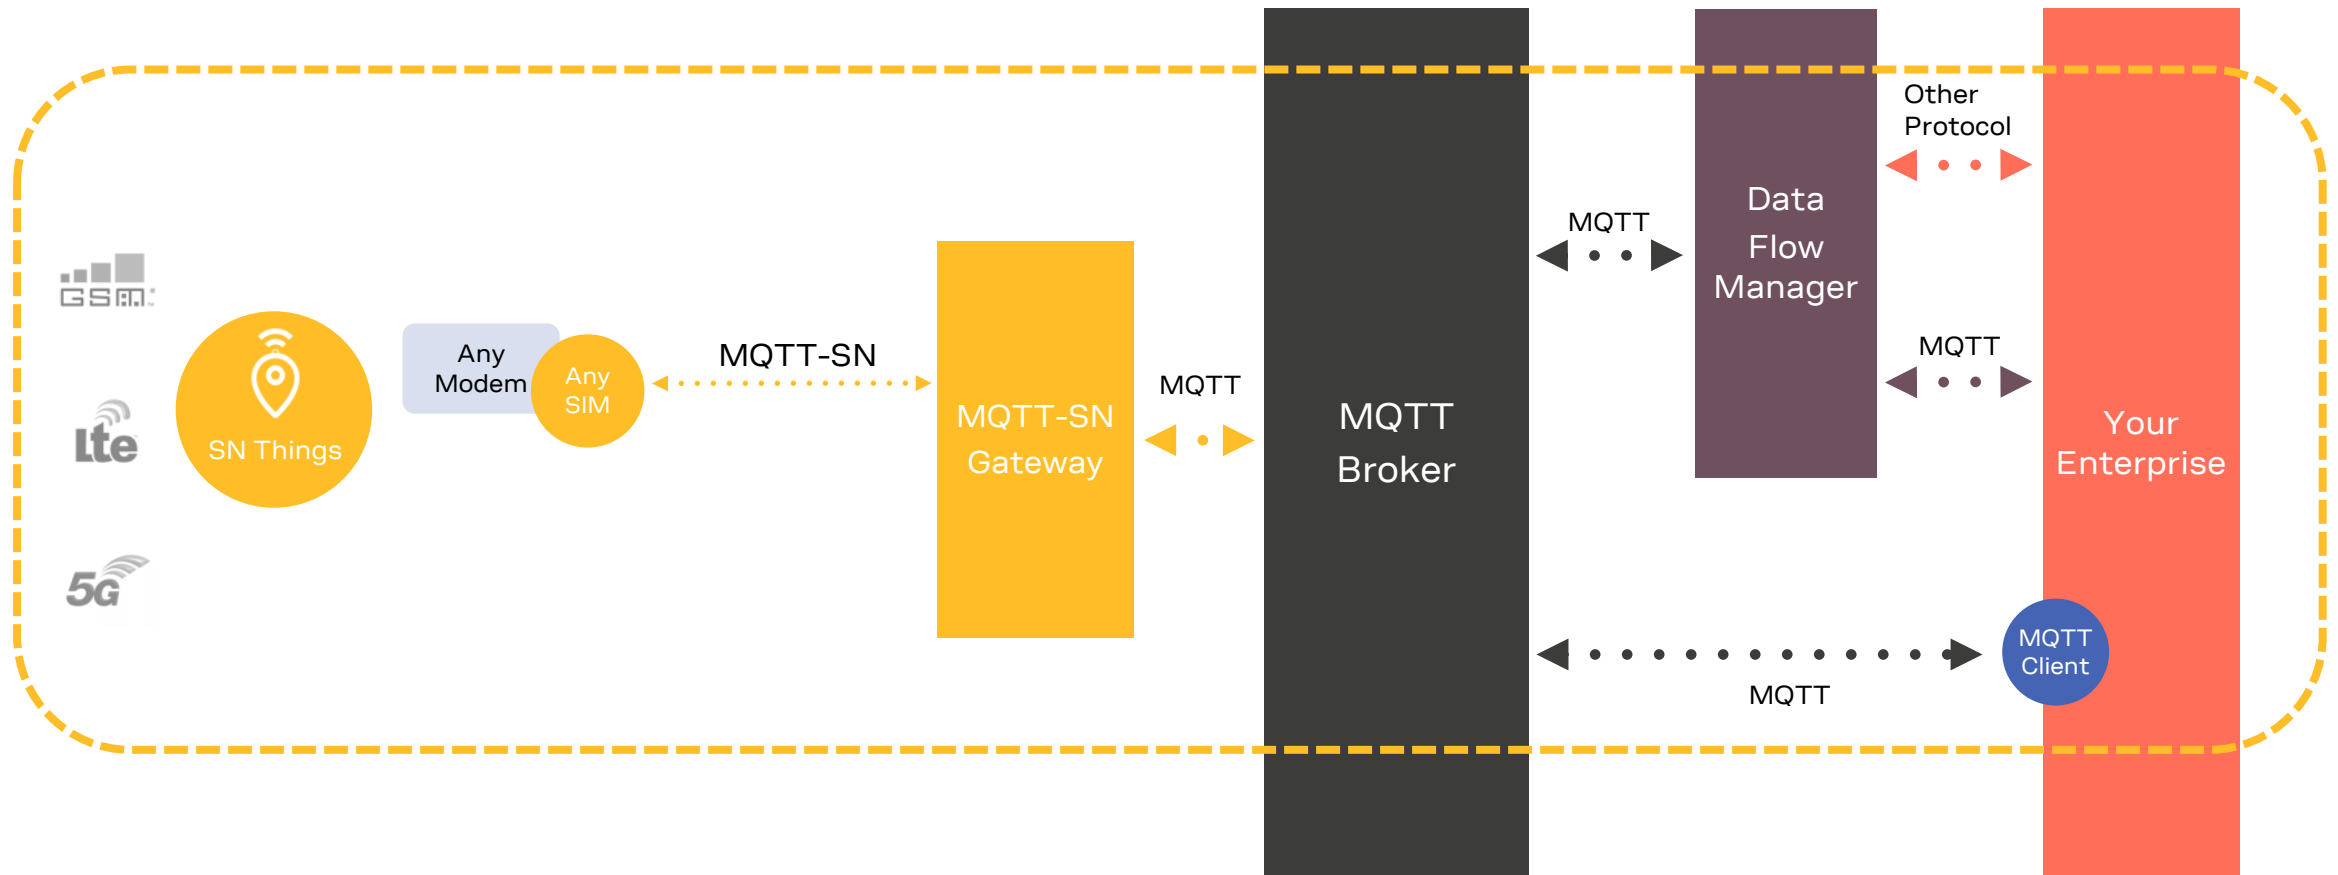 GSM
Lte
5G
SN Things
Any
Modem
Any
SIM
MQTT-SN
MQTT-SN
Gateway
MQTT
MQTT
Broker
MQTT
Data
Flow
Manager
Other
Protocol
MQTT
Your
Enterprise
MQTT
Client
MQTT